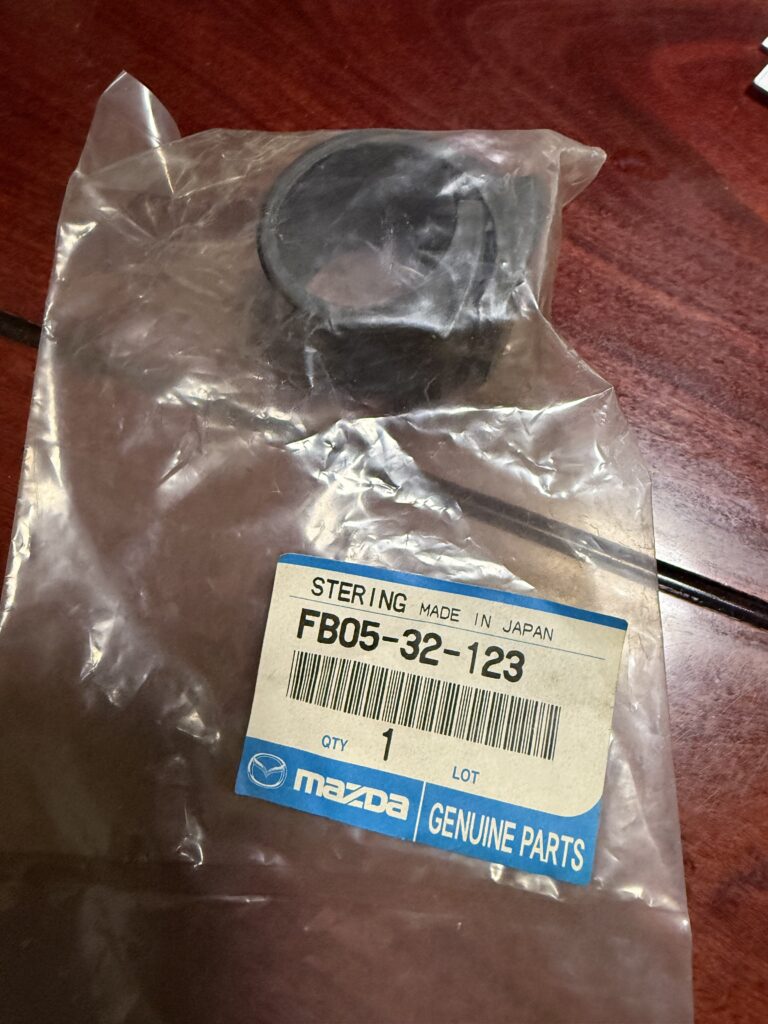 STERING MADE IN JAPAN
FB05-32-123
QTY 1 LOT
mazda GENUINE PARTS